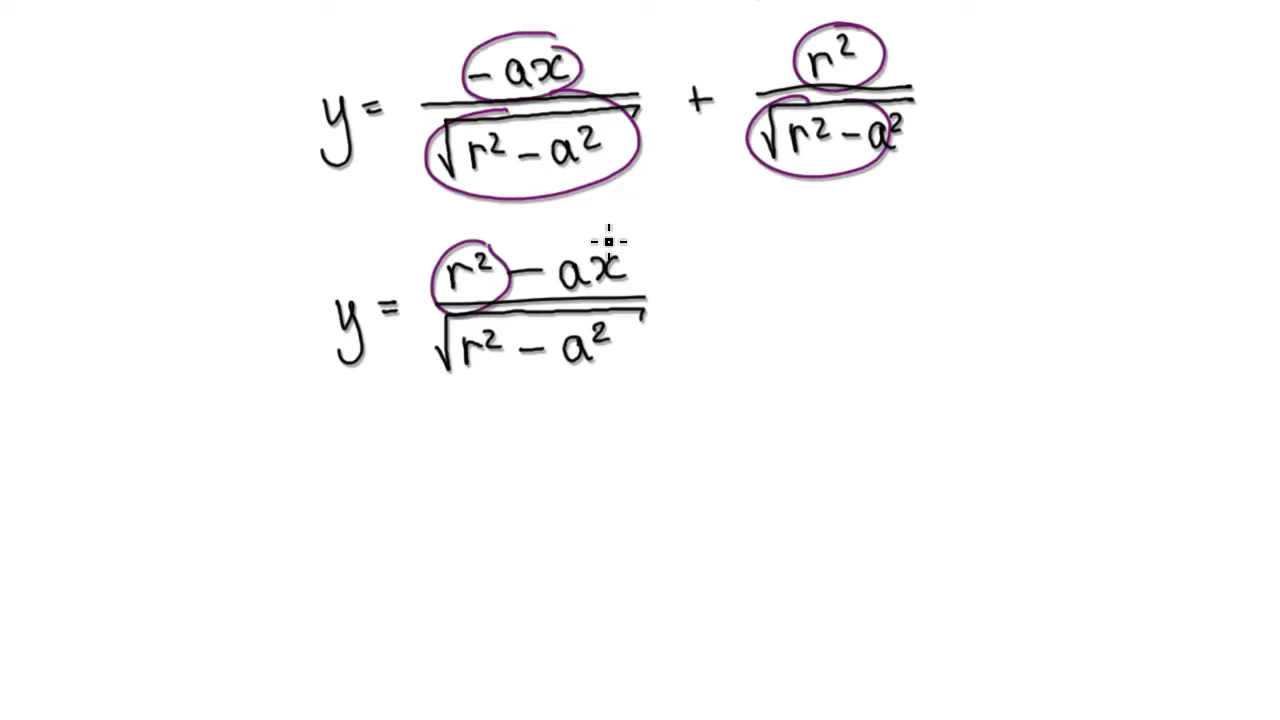 y = -ax / √(r² - a²) + r² / √(r² - a²)
y = r² - ax / √(r² - a²)